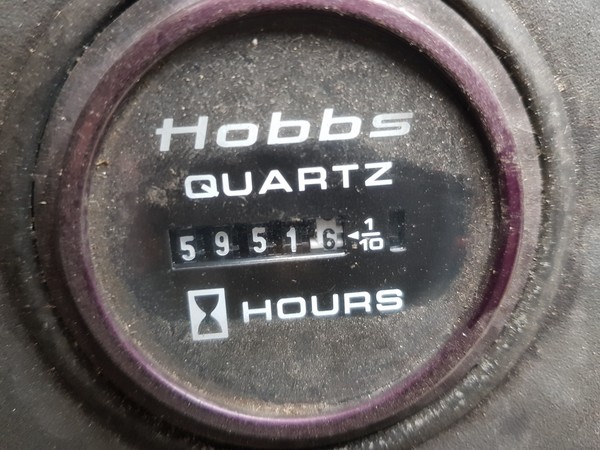 Hobbs
QUARTZ
59516 ◄ 1/10
HOURS